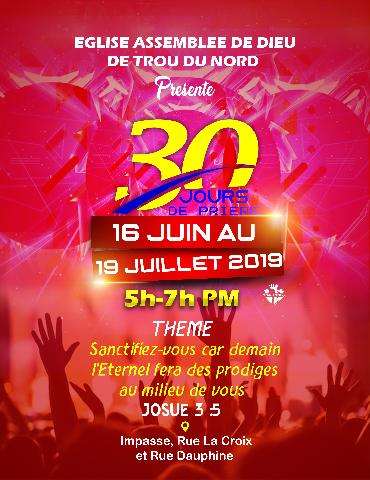 EGLISE ASSEMBLEE DE DIEU
DE TROU DU NORD
Présente
30
JOURS
DE PRIERE
16 JUIN AU
19 JUILLET 2019
5h-7h PM
THEME
Sanctifiez-vous car demain
l'Eternel fera des prodiges
au milieu de vous
JOSUE 3 :5
Impasse, Rue La Croix
et Rue Dauphine